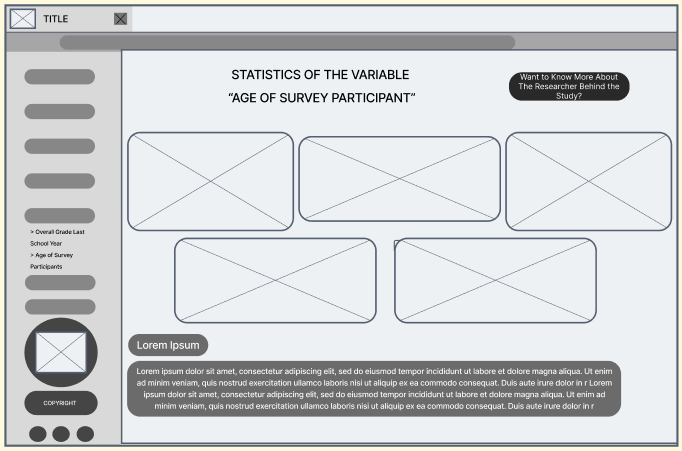 TITLE
STATISTICS OF THE VARIABLE
“AGE OF SURVEY PARTICIPANT”
Want to Know More About
The Researcher Behind the
Study?
> Overall Grade Last
School Year
> Age of Survey
Participants
COPYRIGHT
Lorem Ipsum
Lorem ipsum dolor sit amet, consectetur adipiscing elit, sed do eiusmod tempor incididunt ut labore et dolore magna aliqua. Ut enim
ad minim veniam, quis nostrud exercitation ullamco laboris nisi ut aliquip ex ea commodo consequat. Duis aute irure dolor in r Lorem
ipsum dolor sit amet, consectetur adipiscing elit, sed do eiusmod tempor incididunt ut labore et dolore magna aliqua. Ut enim ad
minim veniam, quis nostrud exercitation ullamco laboris nisi ut aliquip ex ea commodo consequat. Duis aute irure dolor in r